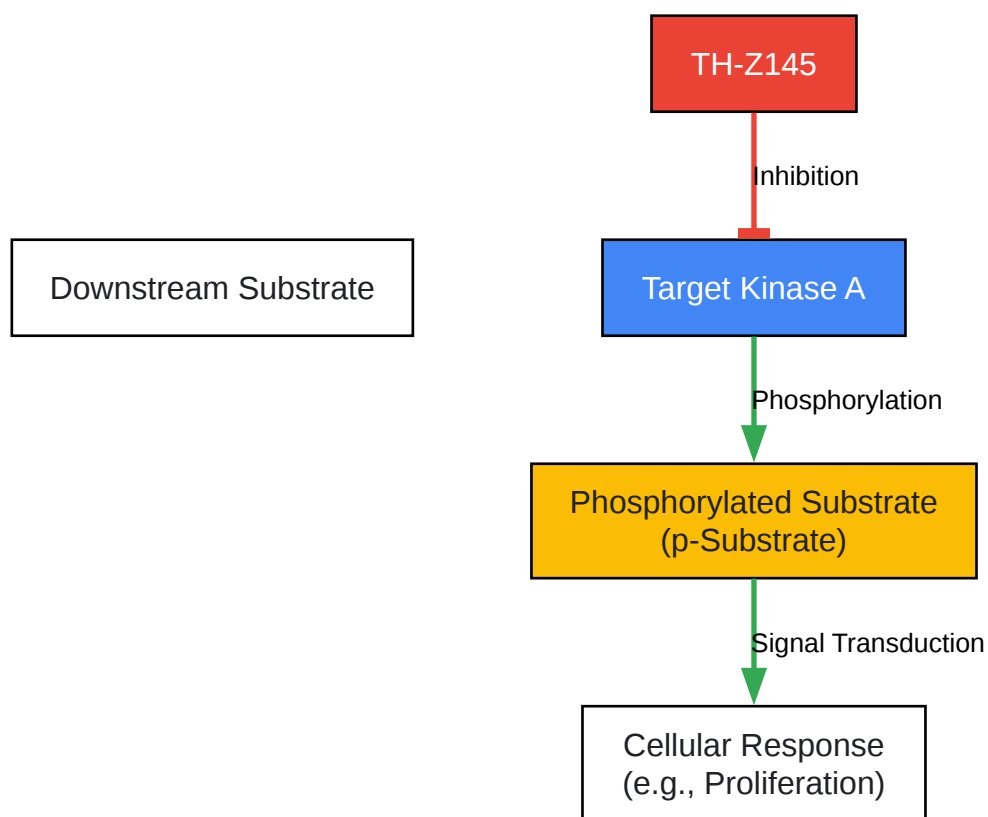 TH-Z145
Inhibition
Downstream Substrate
Target Kinase A
Phosphorylation
Phosphorylated Substrate
(p-Substrate)
Signal Transduction
Cellular Response
(e.g., Proliferation)